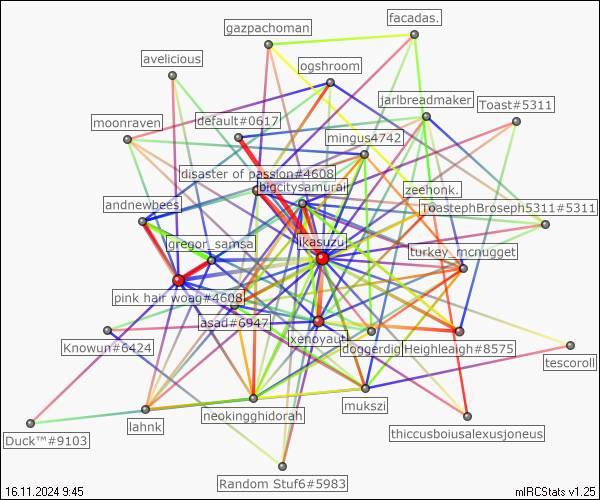 facadas.
gazpachoman
avelicious
ogshroom
jarlbreadmaker
Toast#5311
moonraven
default#0617
mingus4742
disaster of passion#4608
bigcitysamurai
zeehonk.
andnewbees
ToastephBroseph5311#5311
gregor_samsa
likasuzu
turkey_mcnugget
pink hair woag#4608
asad#6947
xenoyaut
Knowun#6424
doggerdig
Heighleaigh#8575
tescoroll
mukszi
lahnk
neokingghidorah
thiccusboiusalexusjoneus
Duck™#9103
Random Stuf6#5983
16.11.2024 9:45
mIRCStats v1.25